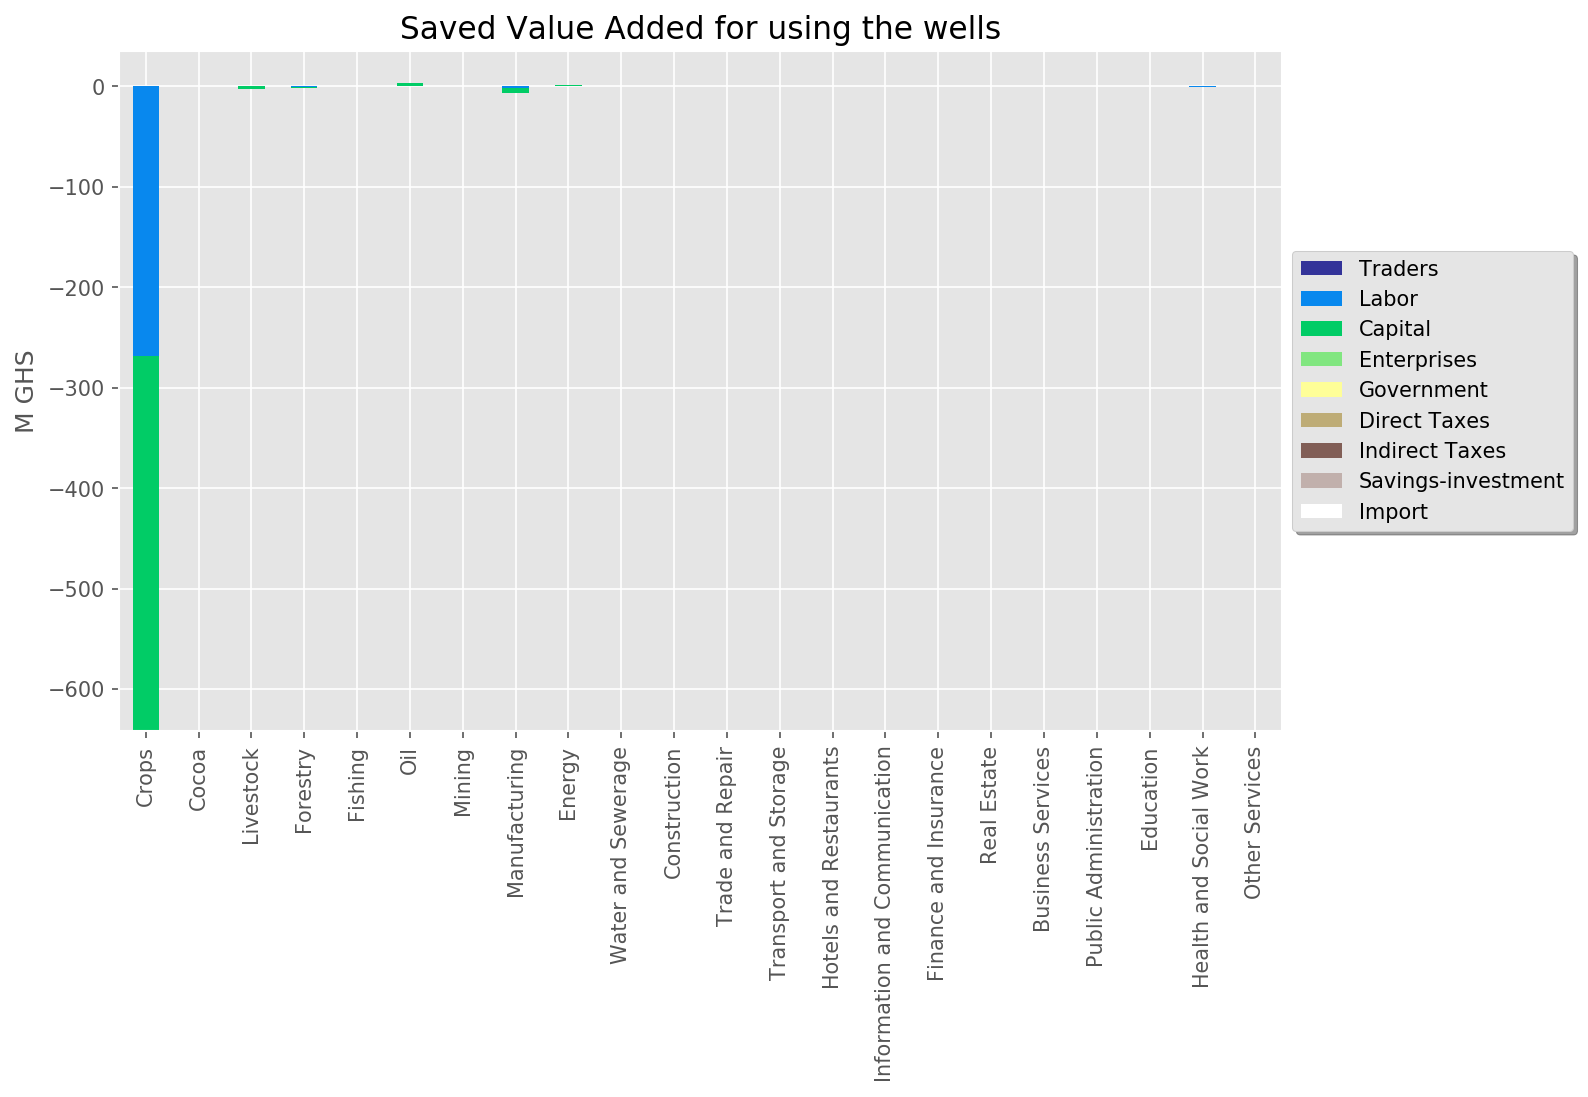 Saved Value Added for using the wells
M GHS
0
−100
−200
−300
−400
−500
−600
Crops
Cocoa
Livestock
Forestry
Fishing
Oil
Mining
Manufacturing
Energy
Water and Sewerage
Construction
Trade and Repair
Transport and Storage
Hotels and Restaurants
Information and Communication
Finance and Insurance
Real Estate
Business Services
Public Administration
Education
Health and Social Work
Other Services
Traders
Labor
Capital
Enterprises
Government
Direct Taxes
Indirect Taxes
Savings-investment
Import